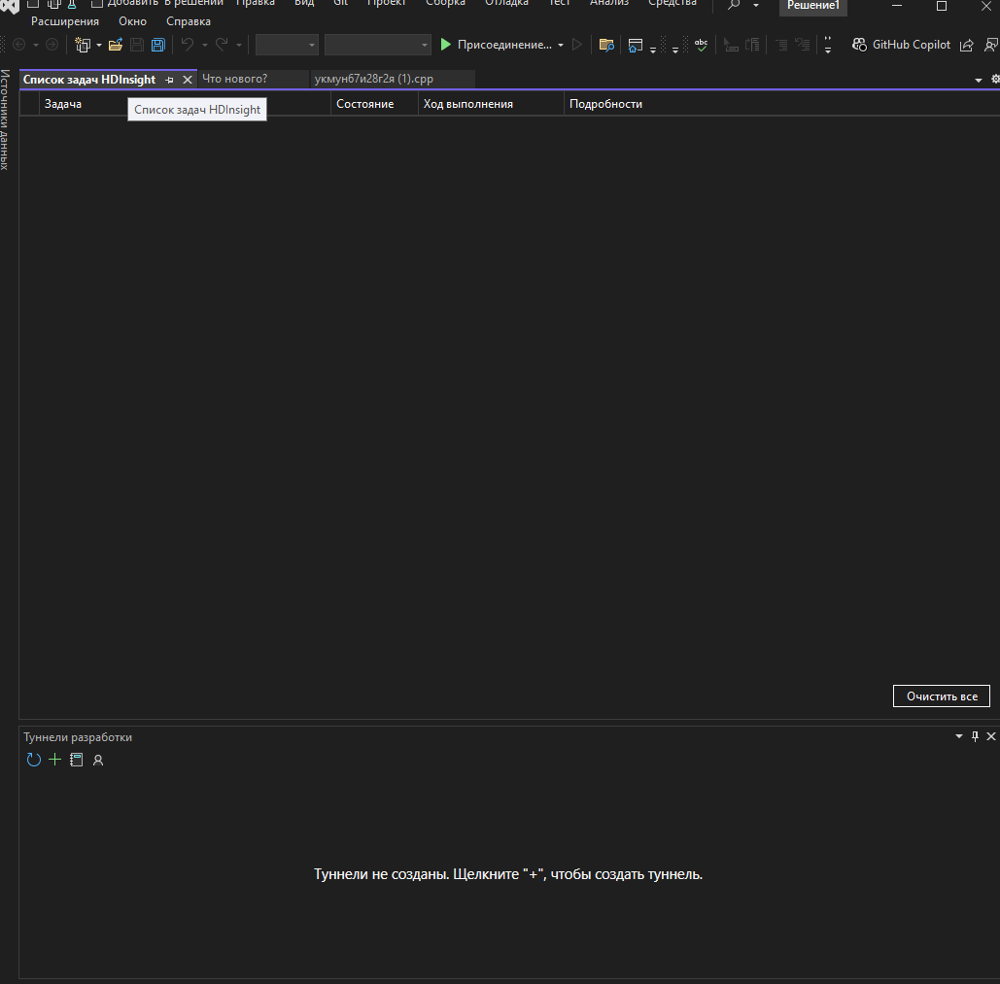 Добавить В решении Правка Вид Git Проект Сборка Отладка Тест Анализ Средства Решение1
Расширения Окно Справка
Присоединение... GitHub Copilot
Источники данных
Список задач HDInsight Что нового? укмунб7и28г2я (1).cpp
Задача Состояние Ход выполнения Подробности
Список задач HDInsight
Очистить все
Туннели разработки
Туннели не созданы. Щелкните "+", чтобы создать туннель.